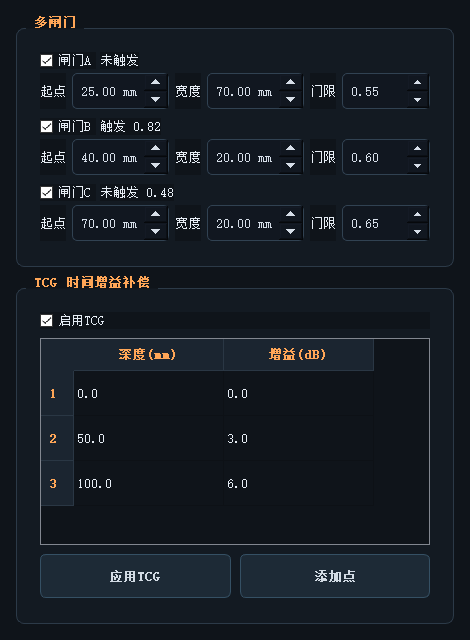 多闸门
闸门A 未触发
起点 25.00 mm 宽度 70.00 mm 门限 0.55
闸门B 触发 0.82
起点 40.00 mm 宽度 20.00 mm 门限 0.60
闸门C 未触发 0.48
起点 70.00 mm 宽度 20.00 mm 门限 0.65
TCG 时间增益补偿
启用TCG
深度(mm) 增益(dB)
1 0.0 0.0
2 50.0 3.0
3 100.0 6.0
应用TCG 添加点